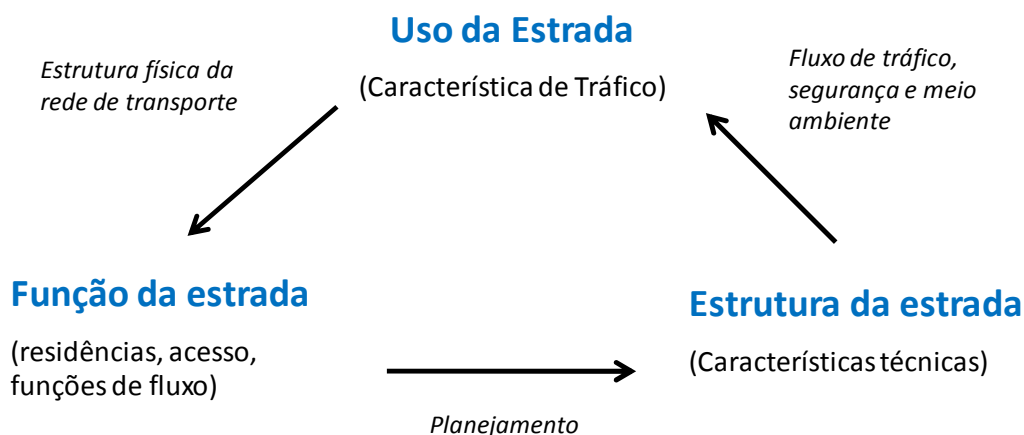 Uso da Estrada
(Característica de Tráfico)
Estrutura física da
rede de transporte
Fluxo de tráfico,
segurança e meio
ambiente
Função da estrada
(residências, acesso,
funções de fluxo)
Estrutura da estrada
(Características técnicas)
Planejamento